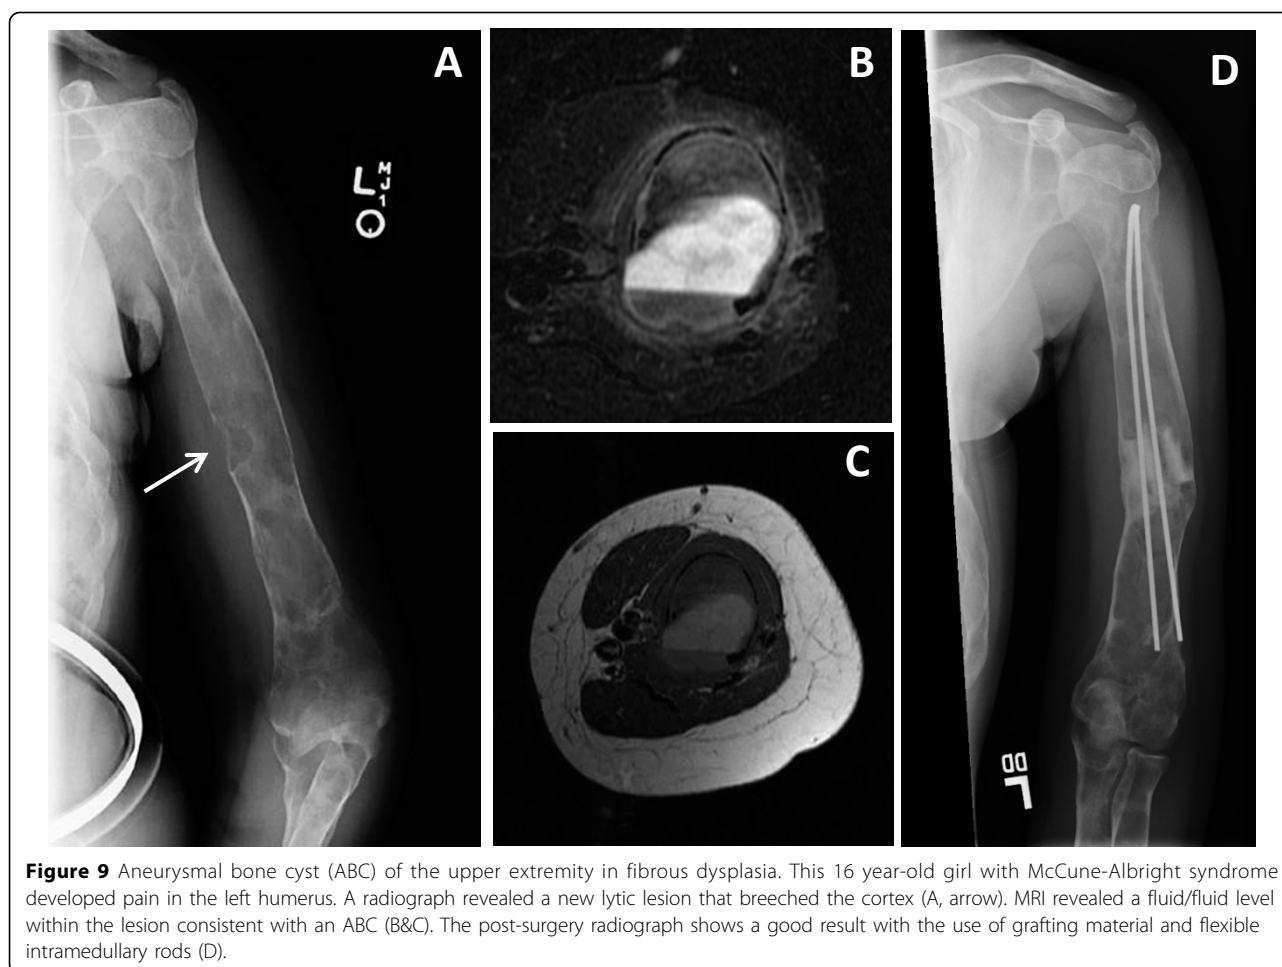 A
B
D
L
MJ1
C
L
Figure 9 Aneurysmal bone cyst (ABC) of the upper extremity in fibrous dysplasia. This 16 year-old girl with McCune-Albright syndrome
developed pain in the left humerus. A radiograph revealed a new lytic lesion that breeched the cortex (A, arrow). MRI revealed a fluid/fluid level
within the lesion consistent with an ABC (B&C). The post-surgery radiograph shows a good result with the use of grafting material and flexible
intramedullary rods (D).